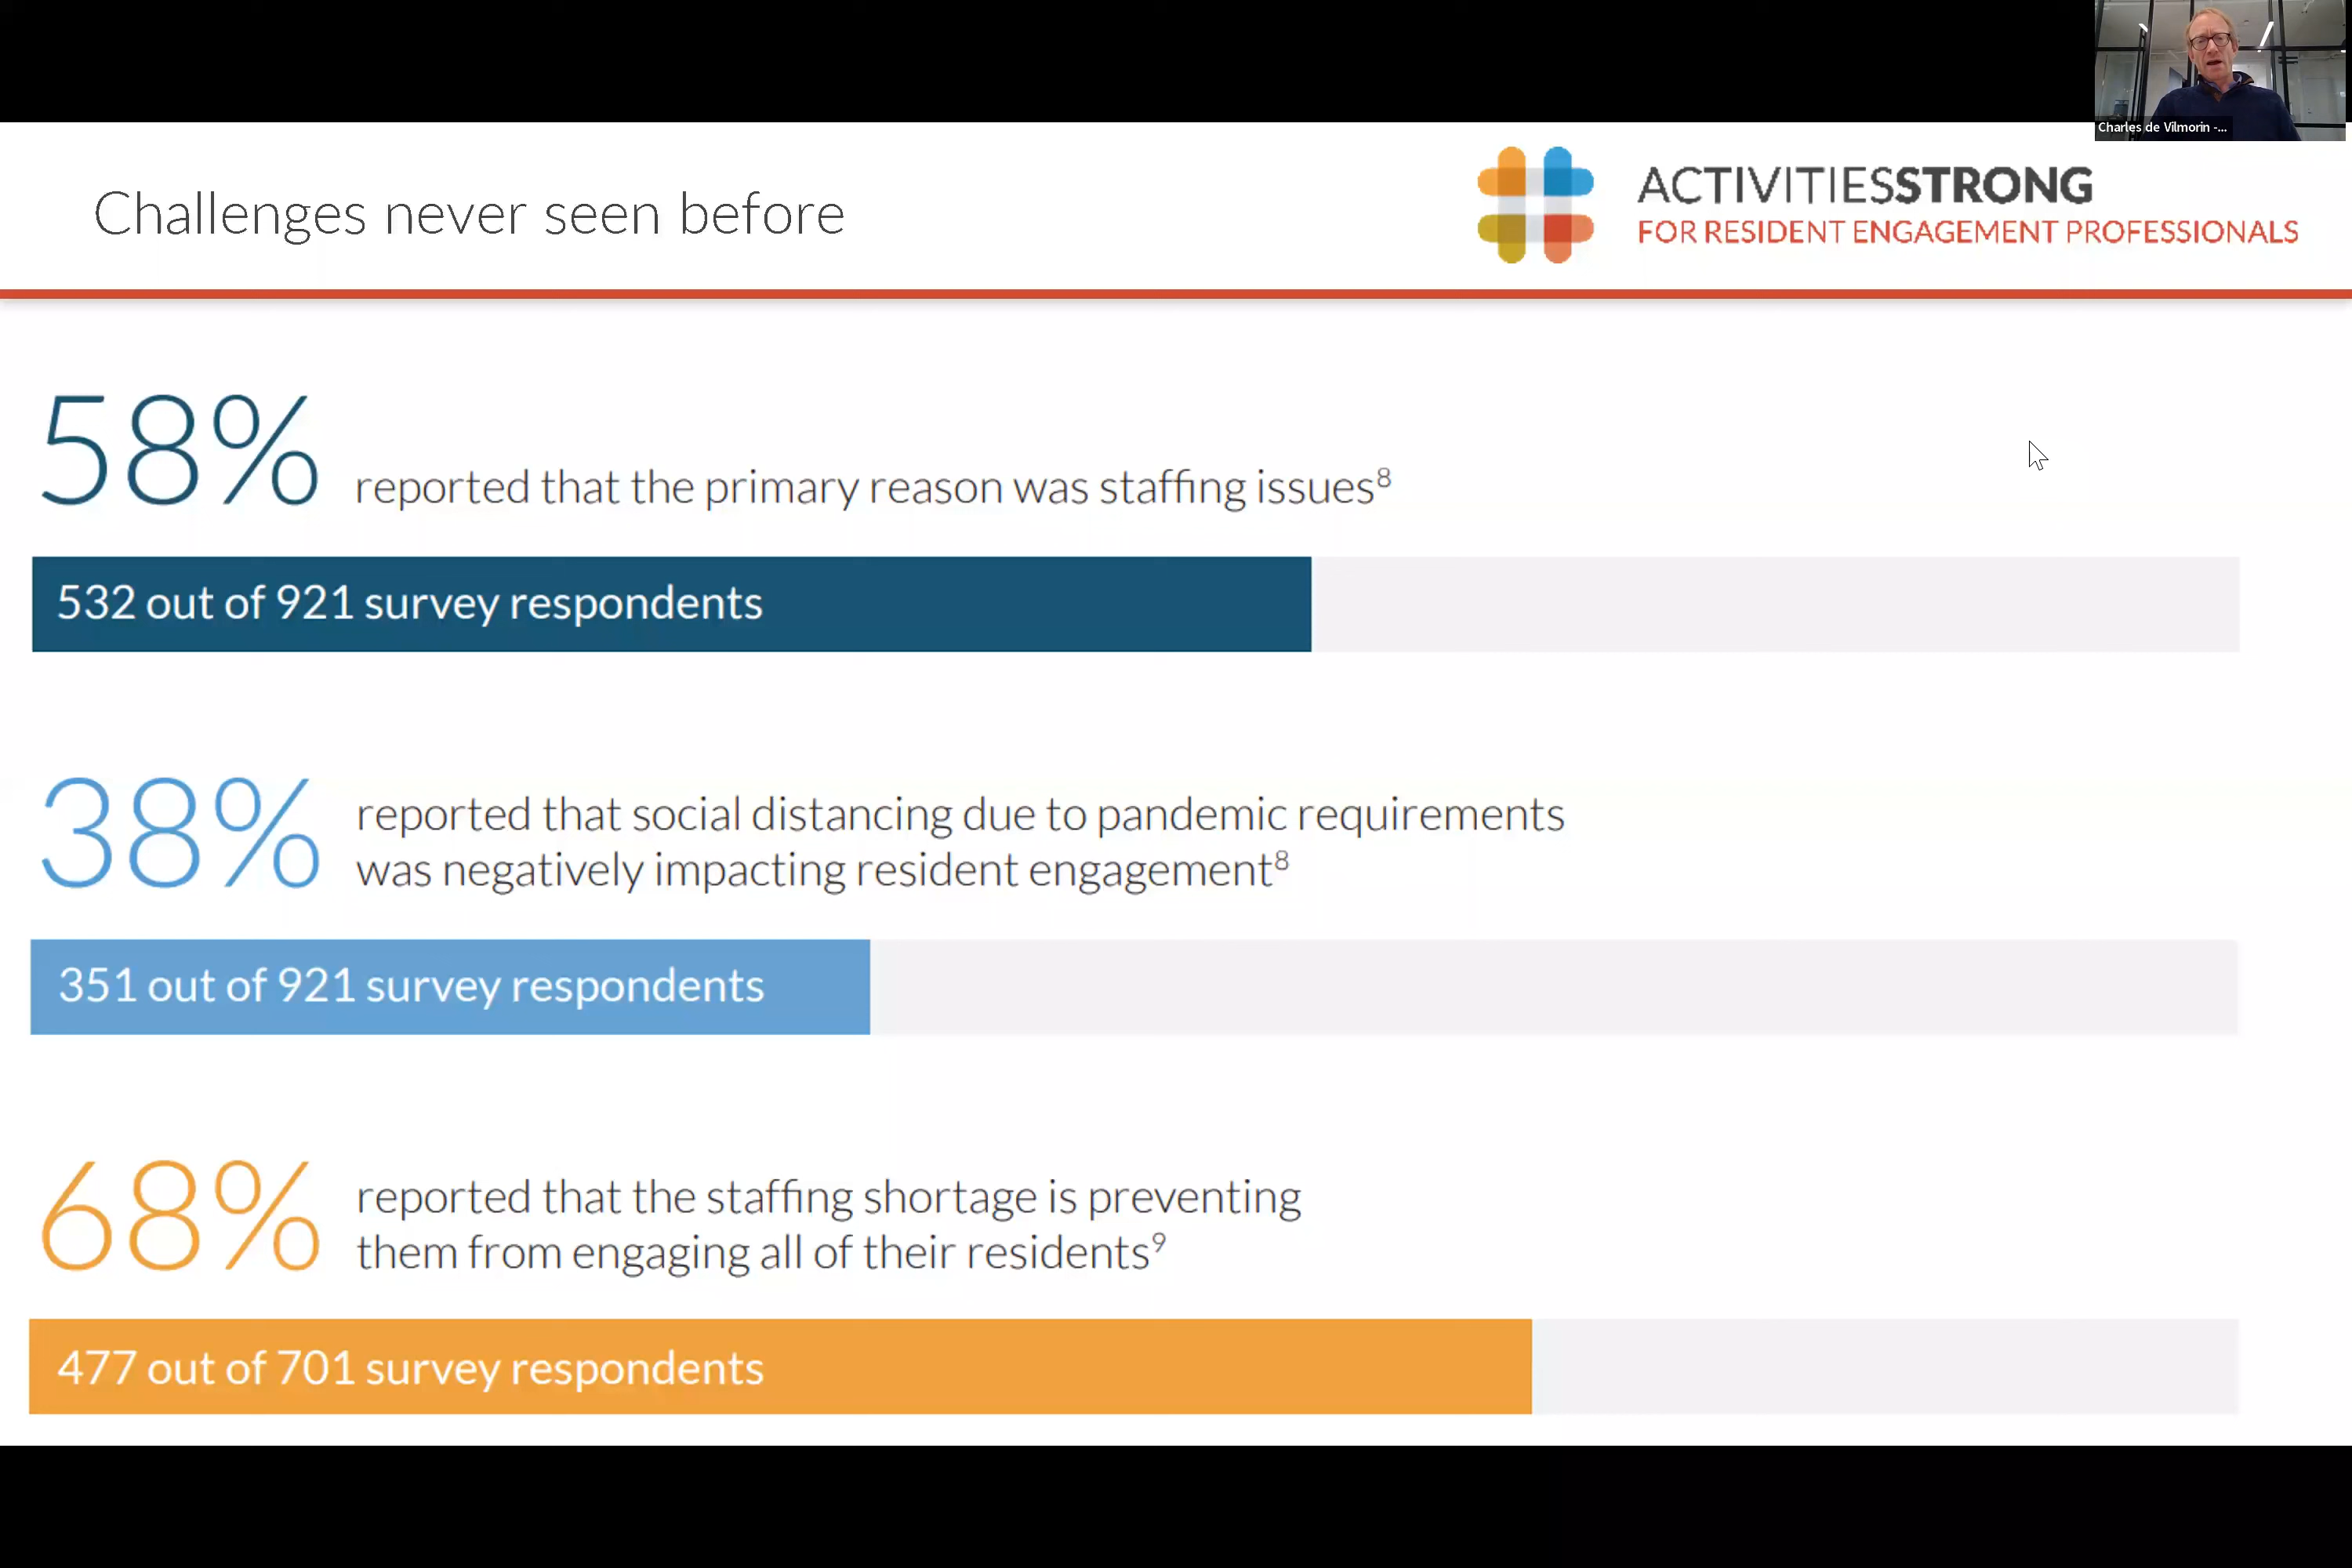 Charles de Vilmorin -...
Challenges never seen before
ACTIVITIESSTRONG
FOR RESIDENT ENGAGEMENT PROFESSIONALS
58%
reported that the primary reason was staffing issues⁸
532 out of 921 survey respondents
38%
reported that social distancing due to pandemic requirements
was negatively impacting resident engagement⁸
351 out of 921 survey respondents
68%
reported that the staffing shortage is preventing
them from engaging all of their residents⁹
477 out of 701 survey respondents